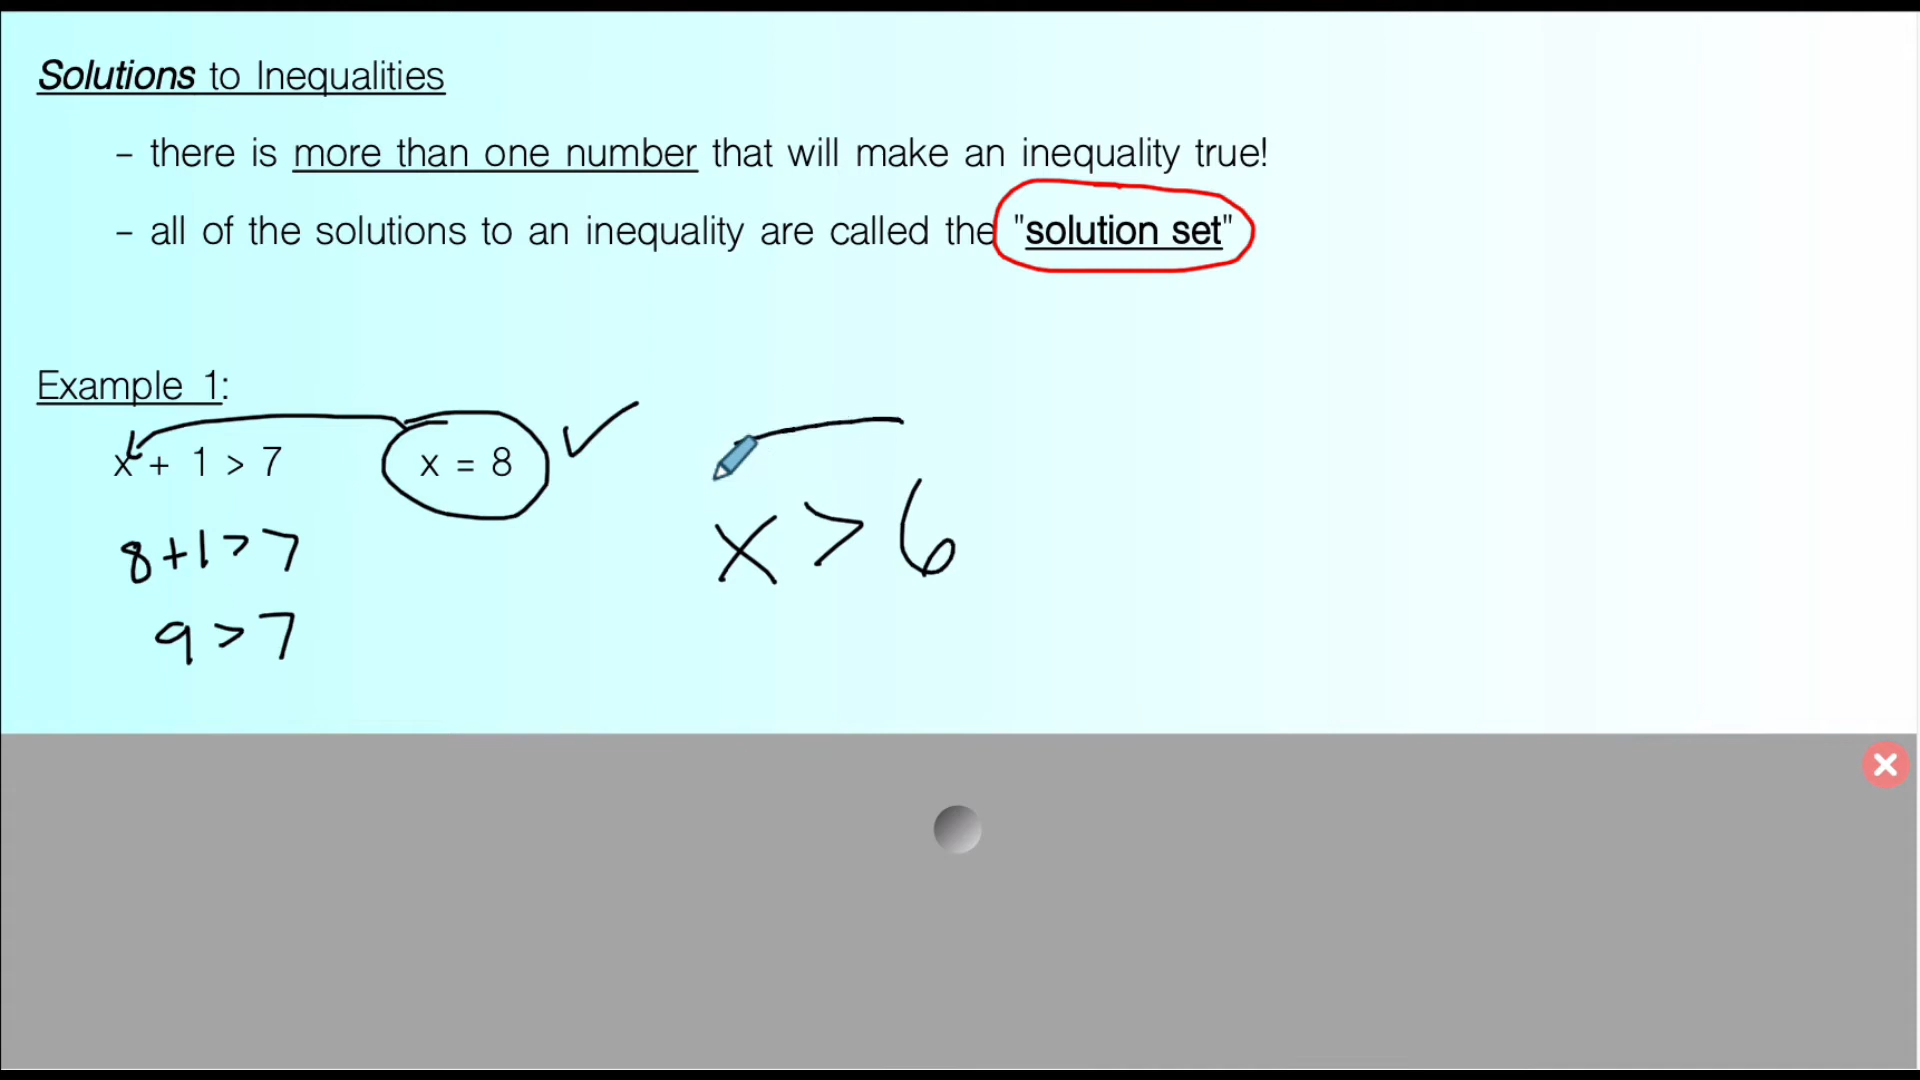 Solutions to Inequalities
- there is more than one number that will make an inequality true!
- all of the solutions to an inequality are called the "solution set"
Example 1:
x + 1 > 7
x = 8
8+1>7
9>7
x>6